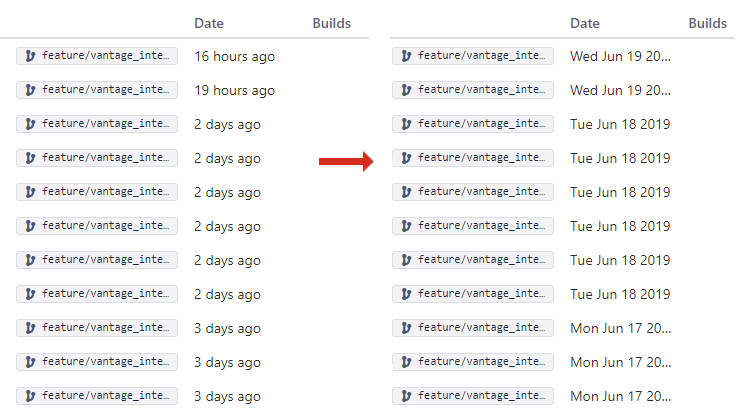 Date Builds Date Builds
feature/vantage_inte… 16 hours ago feature/vantage_inte… Wed Jun 19 20…
feature/vantage_inte… 19 hours ago feature/vantage_inte… Wed Jun 19 20…
feature/vantage_inte… 2 days ago feature/vantage_inte… Tue Jun 18 2019
feature/vantage_inte… 2 days ago feature/vantage_inte… Tue Jun 18 2019
feature/vantage_inte… 2 days ago feature/vantage_inte… Tue Jun 18 2019
feature/vantage_inte… 2 days ago feature/vantage_inte… Tue Jun 18 2019
feature/vantage_inte… 2 days ago feature/vantage_inte… Tue Jun 18 2019
feature/vantage_inte… 2 days ago feature/vantage_inte… Tue Jun 18 2019
feature/vantage_inte… 3 days ago feature/vantage_inte… Mon Jun 17 20…
feature/vantage_inte… 3 days ago feature/vantage_inte… Mon Jun 17 20…
feature/vantage_inte… 3 days ago feature/vantage_inte… Mon Jun 17 20…